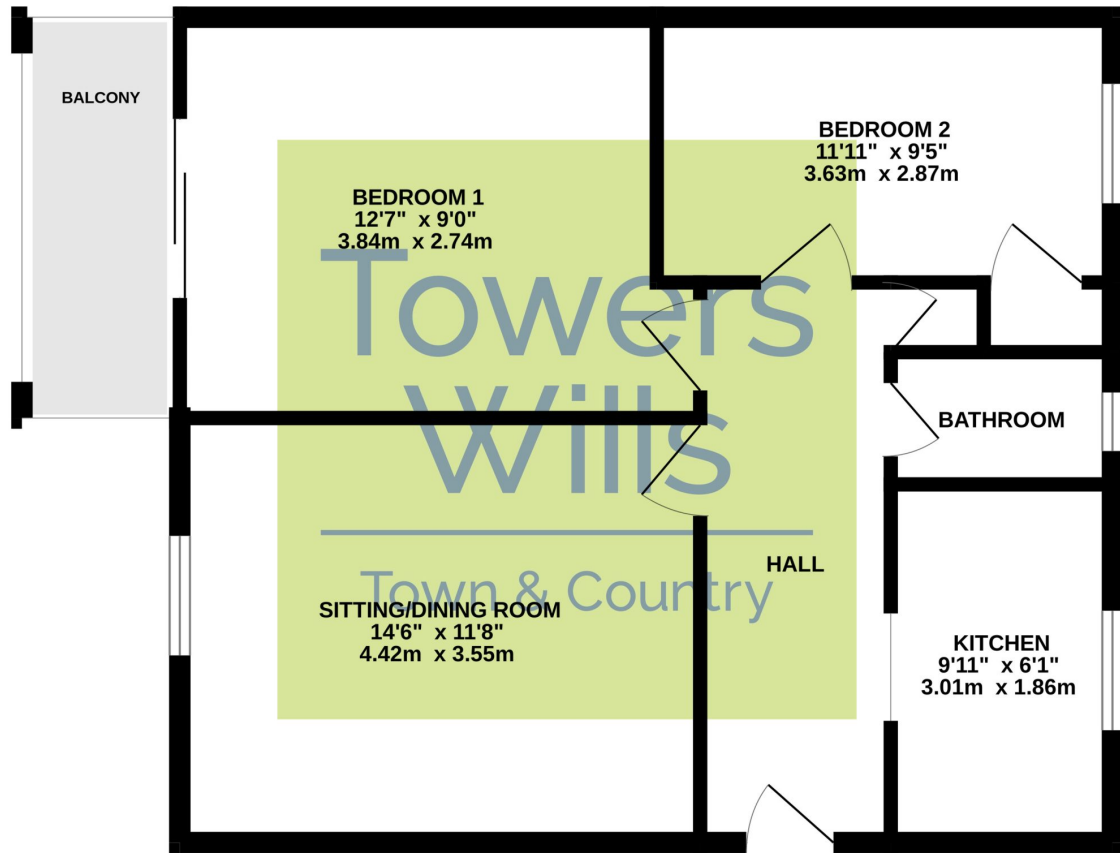 BALCONY
BEDROOM 1
12'7" x 9'0"
3.84m x 2.74m
BEDROOM 2
11'11" x 9'5"
3.63m x 2.87m
Towers
Wills
Town & Country
BATHROOM
HALL
SITTING/DINING ROOM
14'6" x 11'8"
4.42m x 3.55m
KITCHEN
9'11" x 6'1"
3.01m x 1.86m